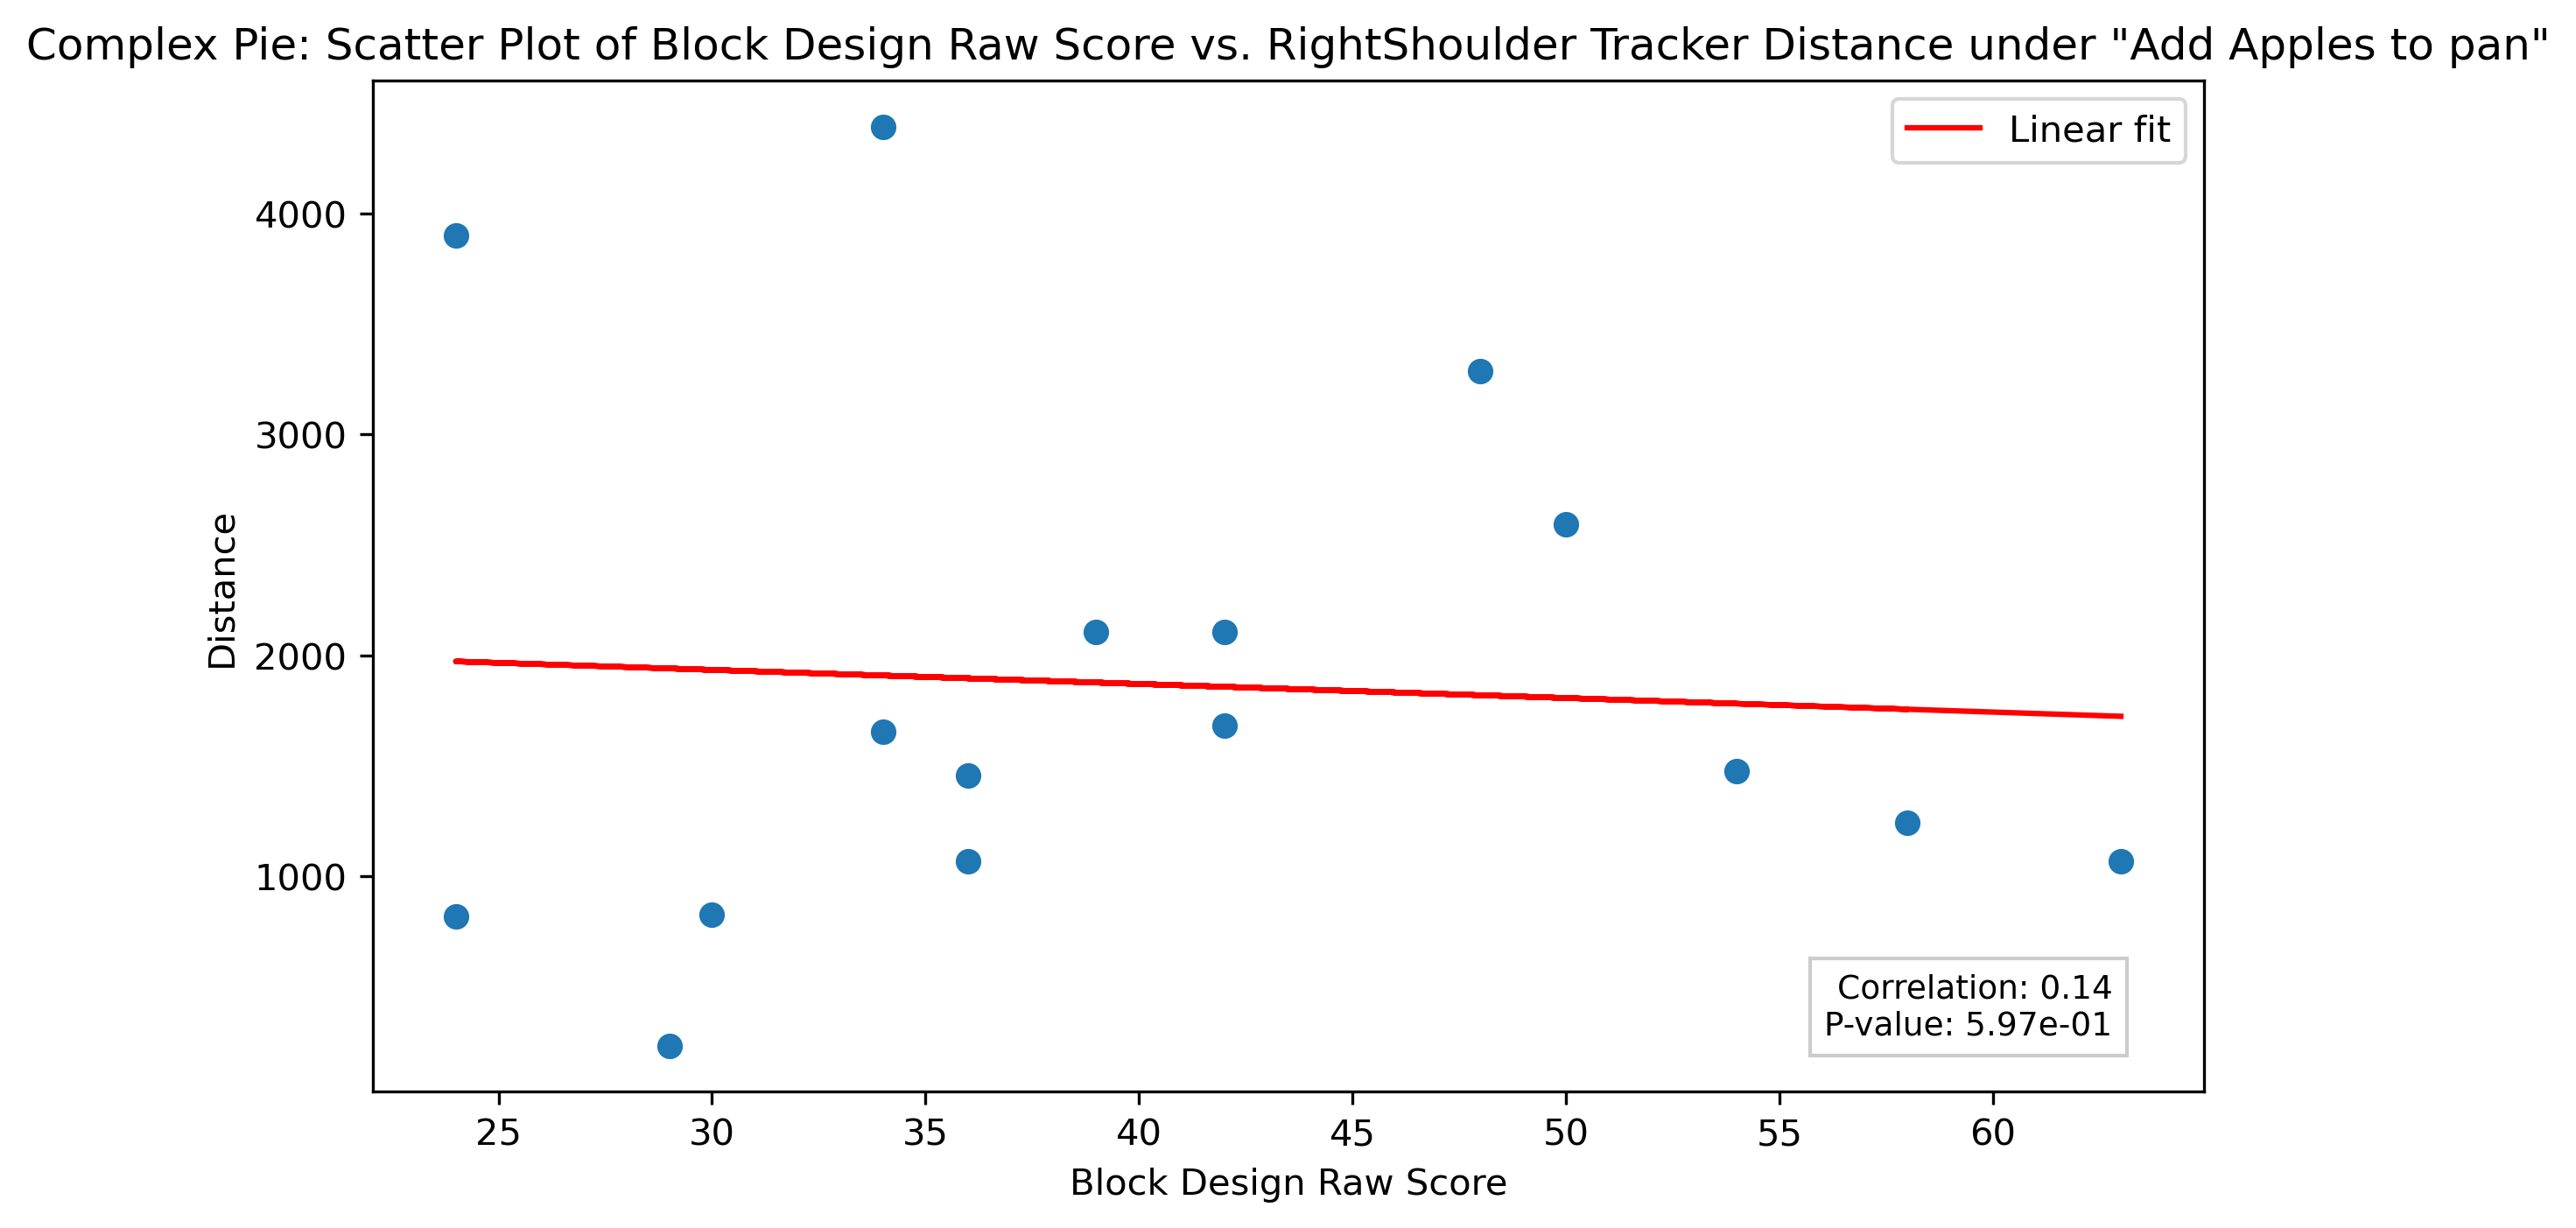 Complex Pie: Scatter Plot of Block Design Raw Score vs. RightShoulder Tracker Distance under "Add Apples to pan"
Linear fit
4000
3000
2000
1000
Distance
Correlation: 0.14
P-value: 5.97e-01
25 30 35 40 45 50 55 60
Block Design Raw Score